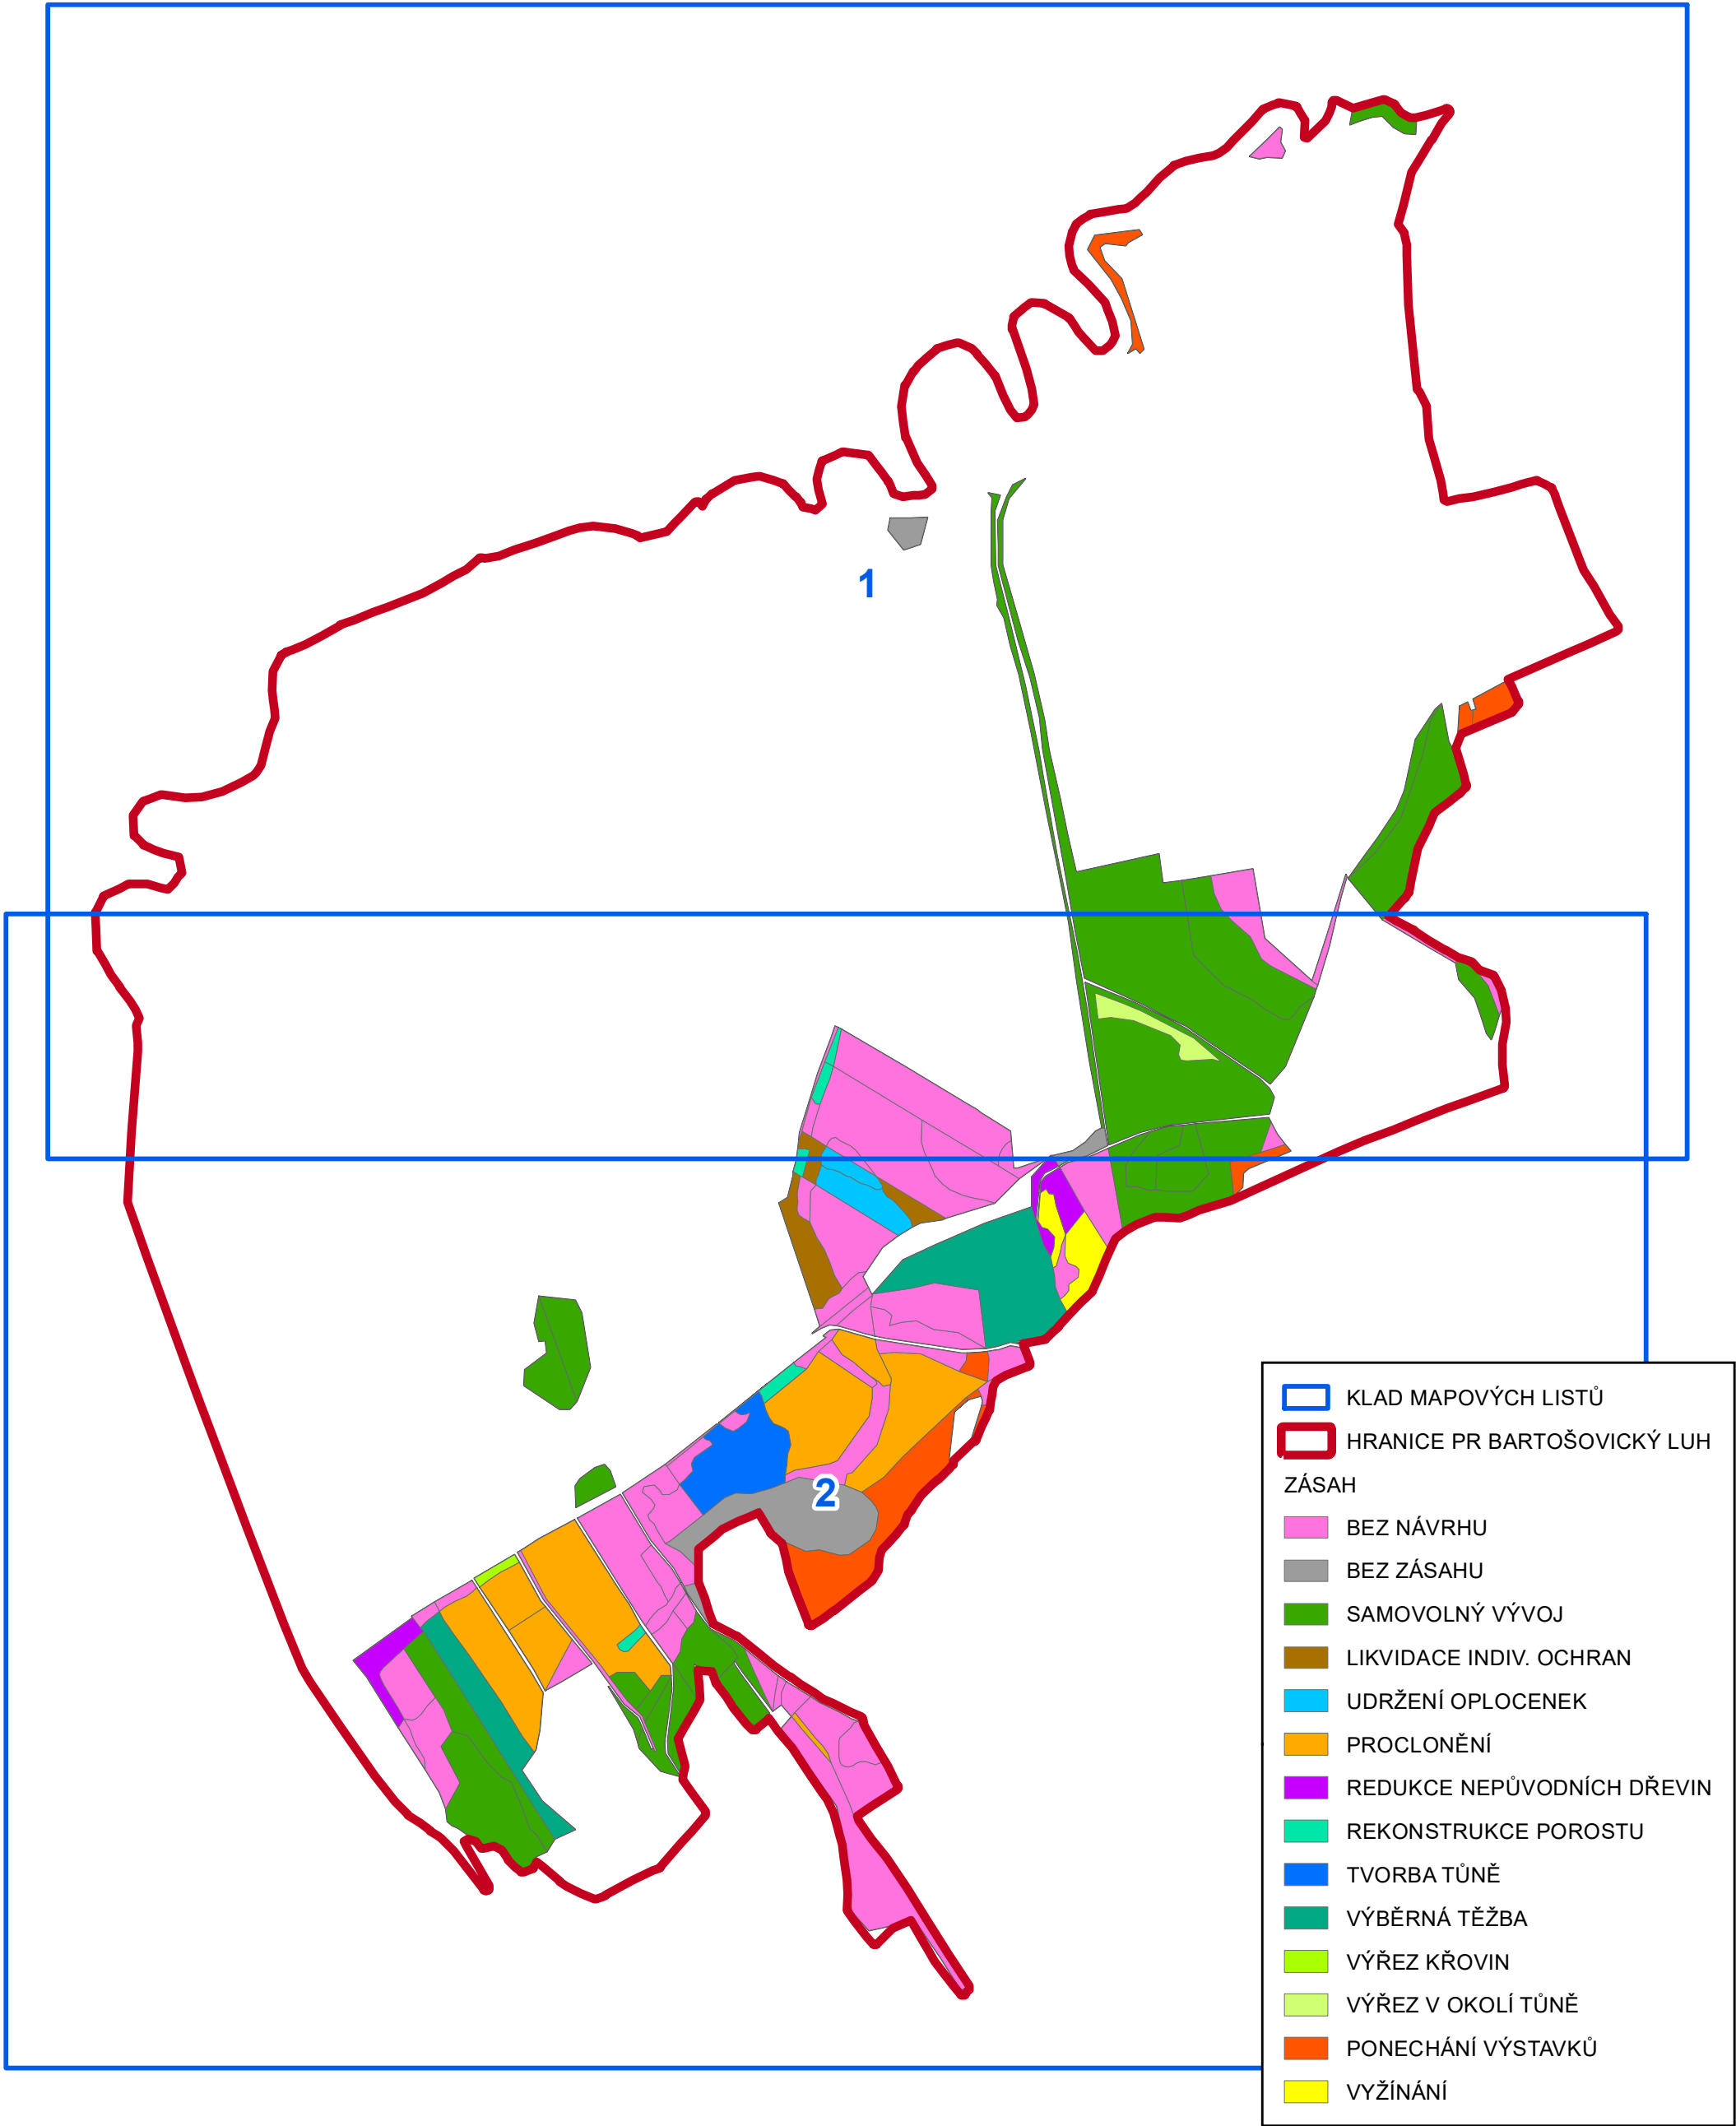 1
2
KLAD MAPOVÝCH LISTŮ
HRANICE PR BARTOŠOVICKÝ LUH
ZÁSAH
BEZ NÁVRHU
BEZ ZÁSAHU
SAMOVOLNÝ VÝVOJ
LIKVIDACE INDIV. OCHRAN
UDRŽENÍ OPLOCENEK
PROCLONĚNÍ
REDUKCE NEPŮVODNÍCH DŘEVIN
REKONSTRUKCE POROSTU
TVORBA TŮNĚ
VÝBĚRNÁ TĚŽBA
VÝŘEZ KŘOVIN
VÝŘEZ V OKOLÍ TŮNĚ
PONECHÁNÍ VÝSTAVKŮ
VYŽÍNÁNÍ